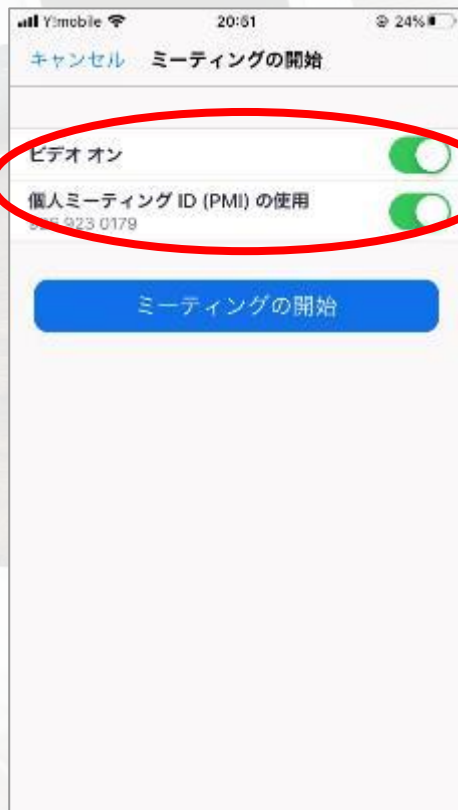 Y!mobile 20:51 24%
キャンセル ミーティングの開始
ビデオ オン
個人ミーティング ID (PMI) の使用
923 0179
ミーティングの開始